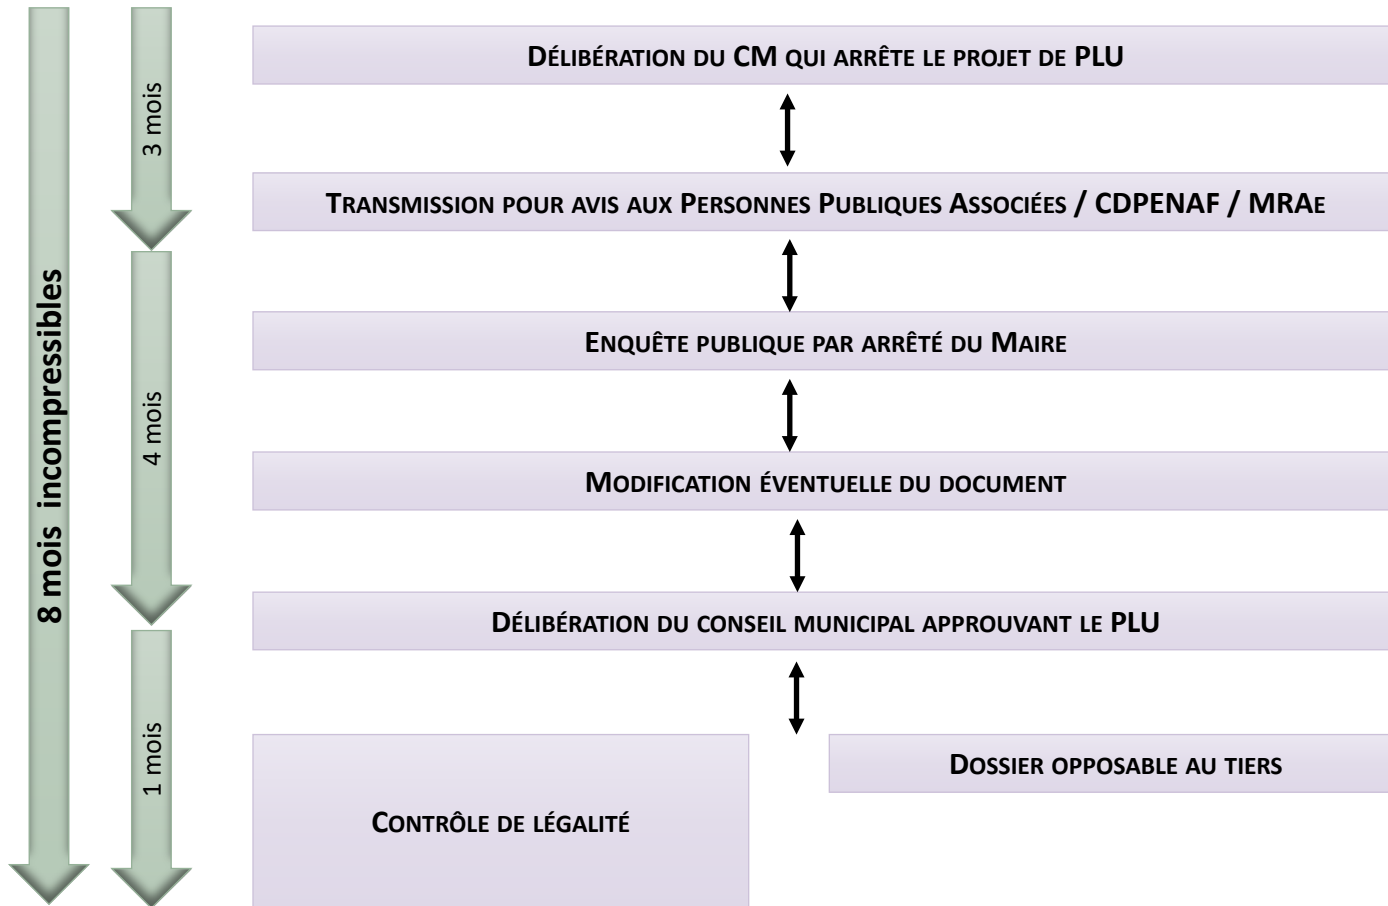 8 mois incompressibles
3 mois
4 mois
1 mois
DÉLIBÉRATION DU CM QUI ARRÊTE LE PROJET DE PLU
TRANSMISSION POUR AVIS AUX PERSONNES PUBLIQUES ASSOCIÉES / CDPENAF / MRAE
ENQUÊTE PUBLIQUE PAR ARRÊTÉ DU MAIRE
MODIFICATION ÉVENTUELLE DU DOCUMENT
DÉLIBÉRATION DU CONSEIL MUNICIPAL APPROUVANT LE PLU
CONTRÔLE DE LÉGALITÉ
DOSSIER OPPOSABLE AU TIERS